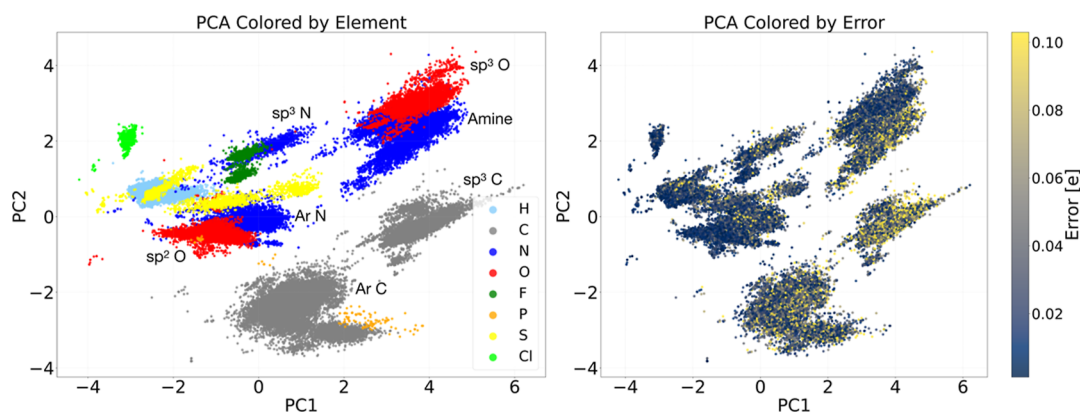 PCA Colored by Element
PCA Colored by Error
4
2
0
−2
−4
PC2
−4
−2
0
2
4
6
PC1
sp³ O
sp³ N
Amine
sp³ C
Ar N
sp² O
Ar C
H
C
N
O
F
P
S
Cl
4
2
0
−2
−4
PC2
−4
−2
0
2
4
6
PC1
0.10
0.08
0.06
0.04
0.02
Error [e]